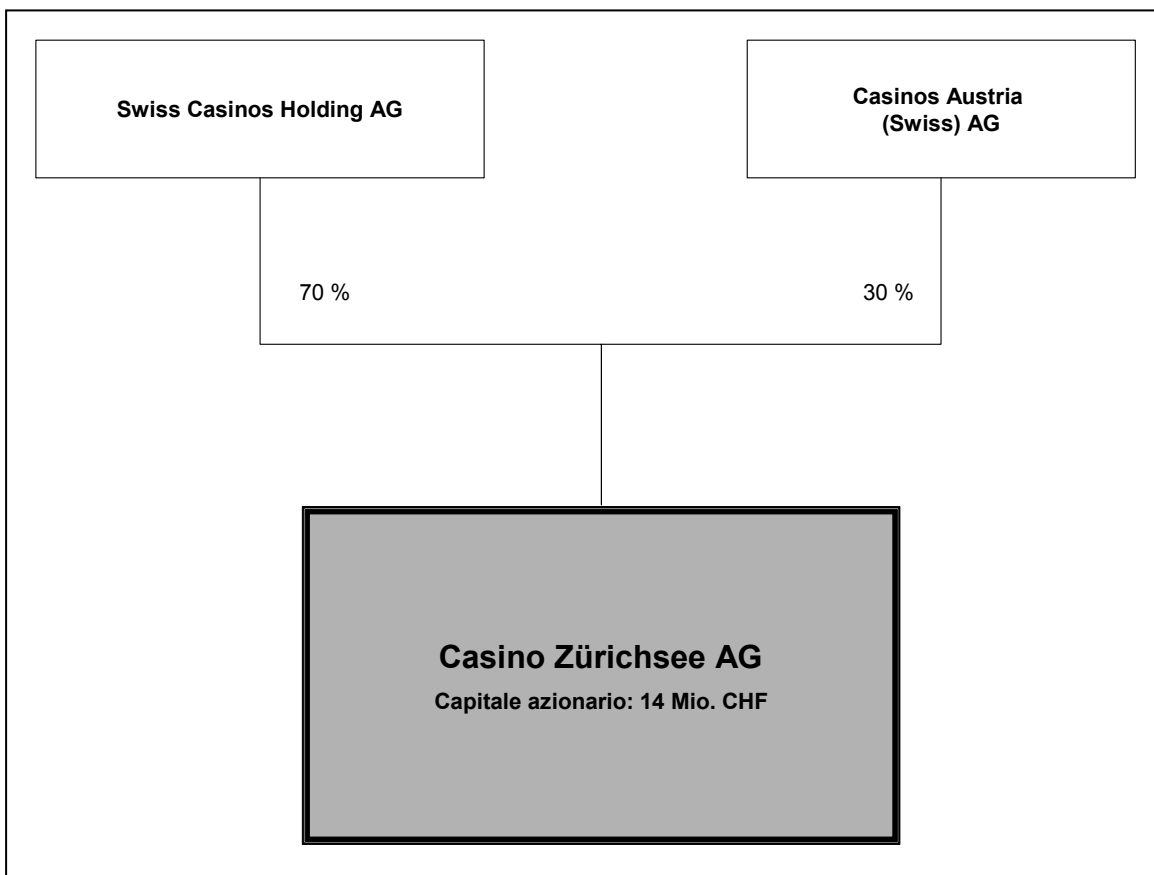 Swiss Casinos Holding AG
Casinos Austria
(Swiss) AG
70 %
30 %
Casino Zürichsee AG
Capitale azionario: 14 Mio. CHF